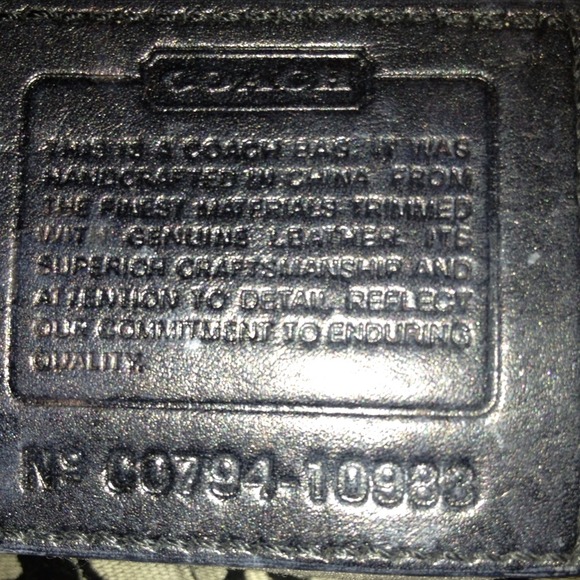 COACH
THIS IS A COACH BAG. IT WAS
HANDCRAFTED IN CHINA FROM
THE FINEST MATERIALS-TRIMMED
WITH GENUINE LEATHER. ITS
SUPERIOR CRAFTSMANSHIP AND
ATTENTION TO DETAIL REFLECT
OUR COMMITMENT TO ENDURING
QUALITY.
Nº C0794-10933